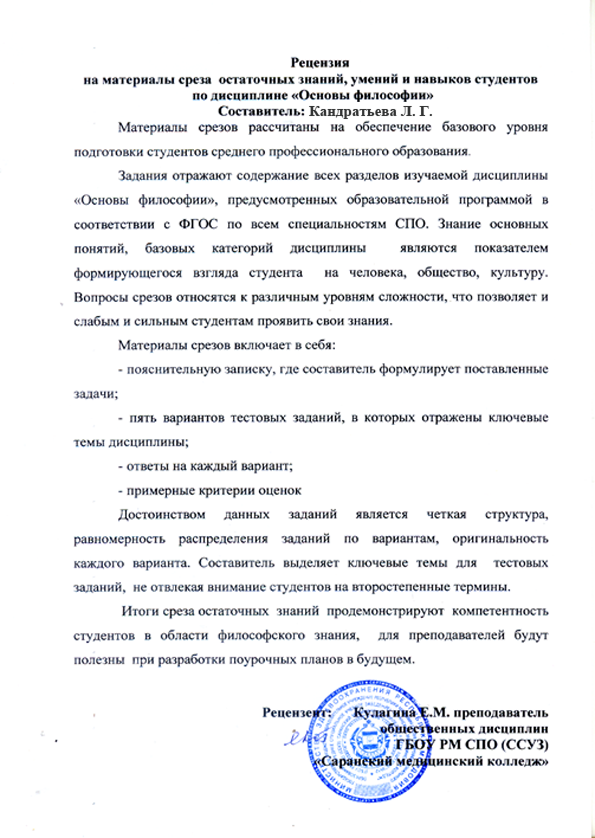 Рецензия
на материалы среза остаточных знаний, умений и навыков студентов
по дисциплине «Основы философии»
Составитель: Кандратьева Л. Г.
Материалы срезов рассчитаны на обеспечение базового уровня
подготовки студентов среднего профессионального образования.
Задания отражают содержание всех разделов изучаемой дисциплины
«Основы философии», предусмотренных образовательной программой в
соответствии с ФГОС по всем специальностям СПО. Знание основных
понятий, базовых категорий дисциплины являются показателем
формирующегося взгляда студента на человека, общество, культуру.
Вопросы срезов относятся к различным уровням сложности, что позволяет и
слабым и сильным студентам проявить свои знания.
Материалы срезов включает в себя:
- пояснительную записку, где составитель формулирует поставленные
задачи;
- пять вариантов тестовых заданий, в которых отражены ключевые
темы дисциплины;
- ответы на каждый вариант;
- примерные критерии оценок
Достоинством данных заданий является четкая структура,
равномерность распределения заданий по вариантам, оригинальность
каждого варианта. Составитель выделяет ключевые темы для тестовых
заданий, не отвлекая внимание студентов на второстепенные термины.
Итоги среза остаточных знаний продемонстрируют компетентность
студентов в области философского знания, для преподавателей будут
полезны при разработки поурочных планов в будущем.
Рецензент: Кулагина Е.М. преподаватель
общественных дисциплин
ГБОУ РМ СПО (ССУЗ)
«Саранский медицинский колледж»